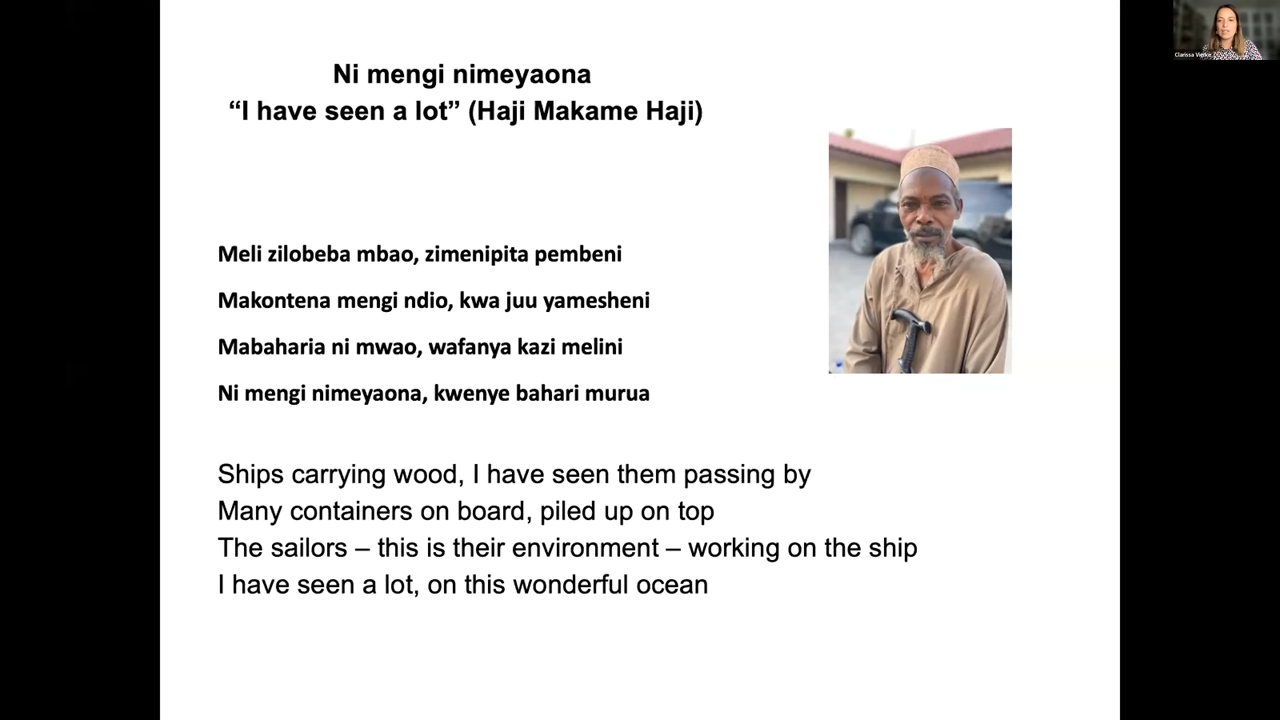 Ni mengi nimeyaona
“I have seen a lot” (Haji Makame Haji)
Meli zilobeba mbao, zimenipita pembeni
Makontena mengi ndio, kwa juu yamesheni
Mabaharia ni mwao, wafanya kazi melini
Ni mengi nimeyaona, kwenye bahari murua
Ships carrying wood, I have seen them passing by
Many containers on board, piled up on top
The sailors – this is their environment – working on the ship
I have seen a lot, on this wonderful ocean
Clarissa Vierke